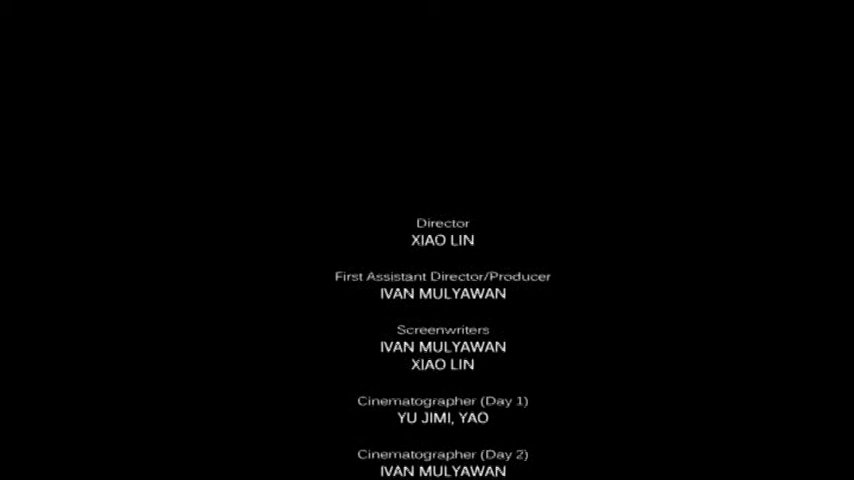 Director
XIAO LIN
First Assistant Director/Producer
IVAN MULYAWAN
Screenwriters
IVAN MULYAWAN
XIAO LIN
Cinematographer (Day 1)
YU JIMI, YAO
Cinematographer (Day 2)
IVAN MULYAWAN